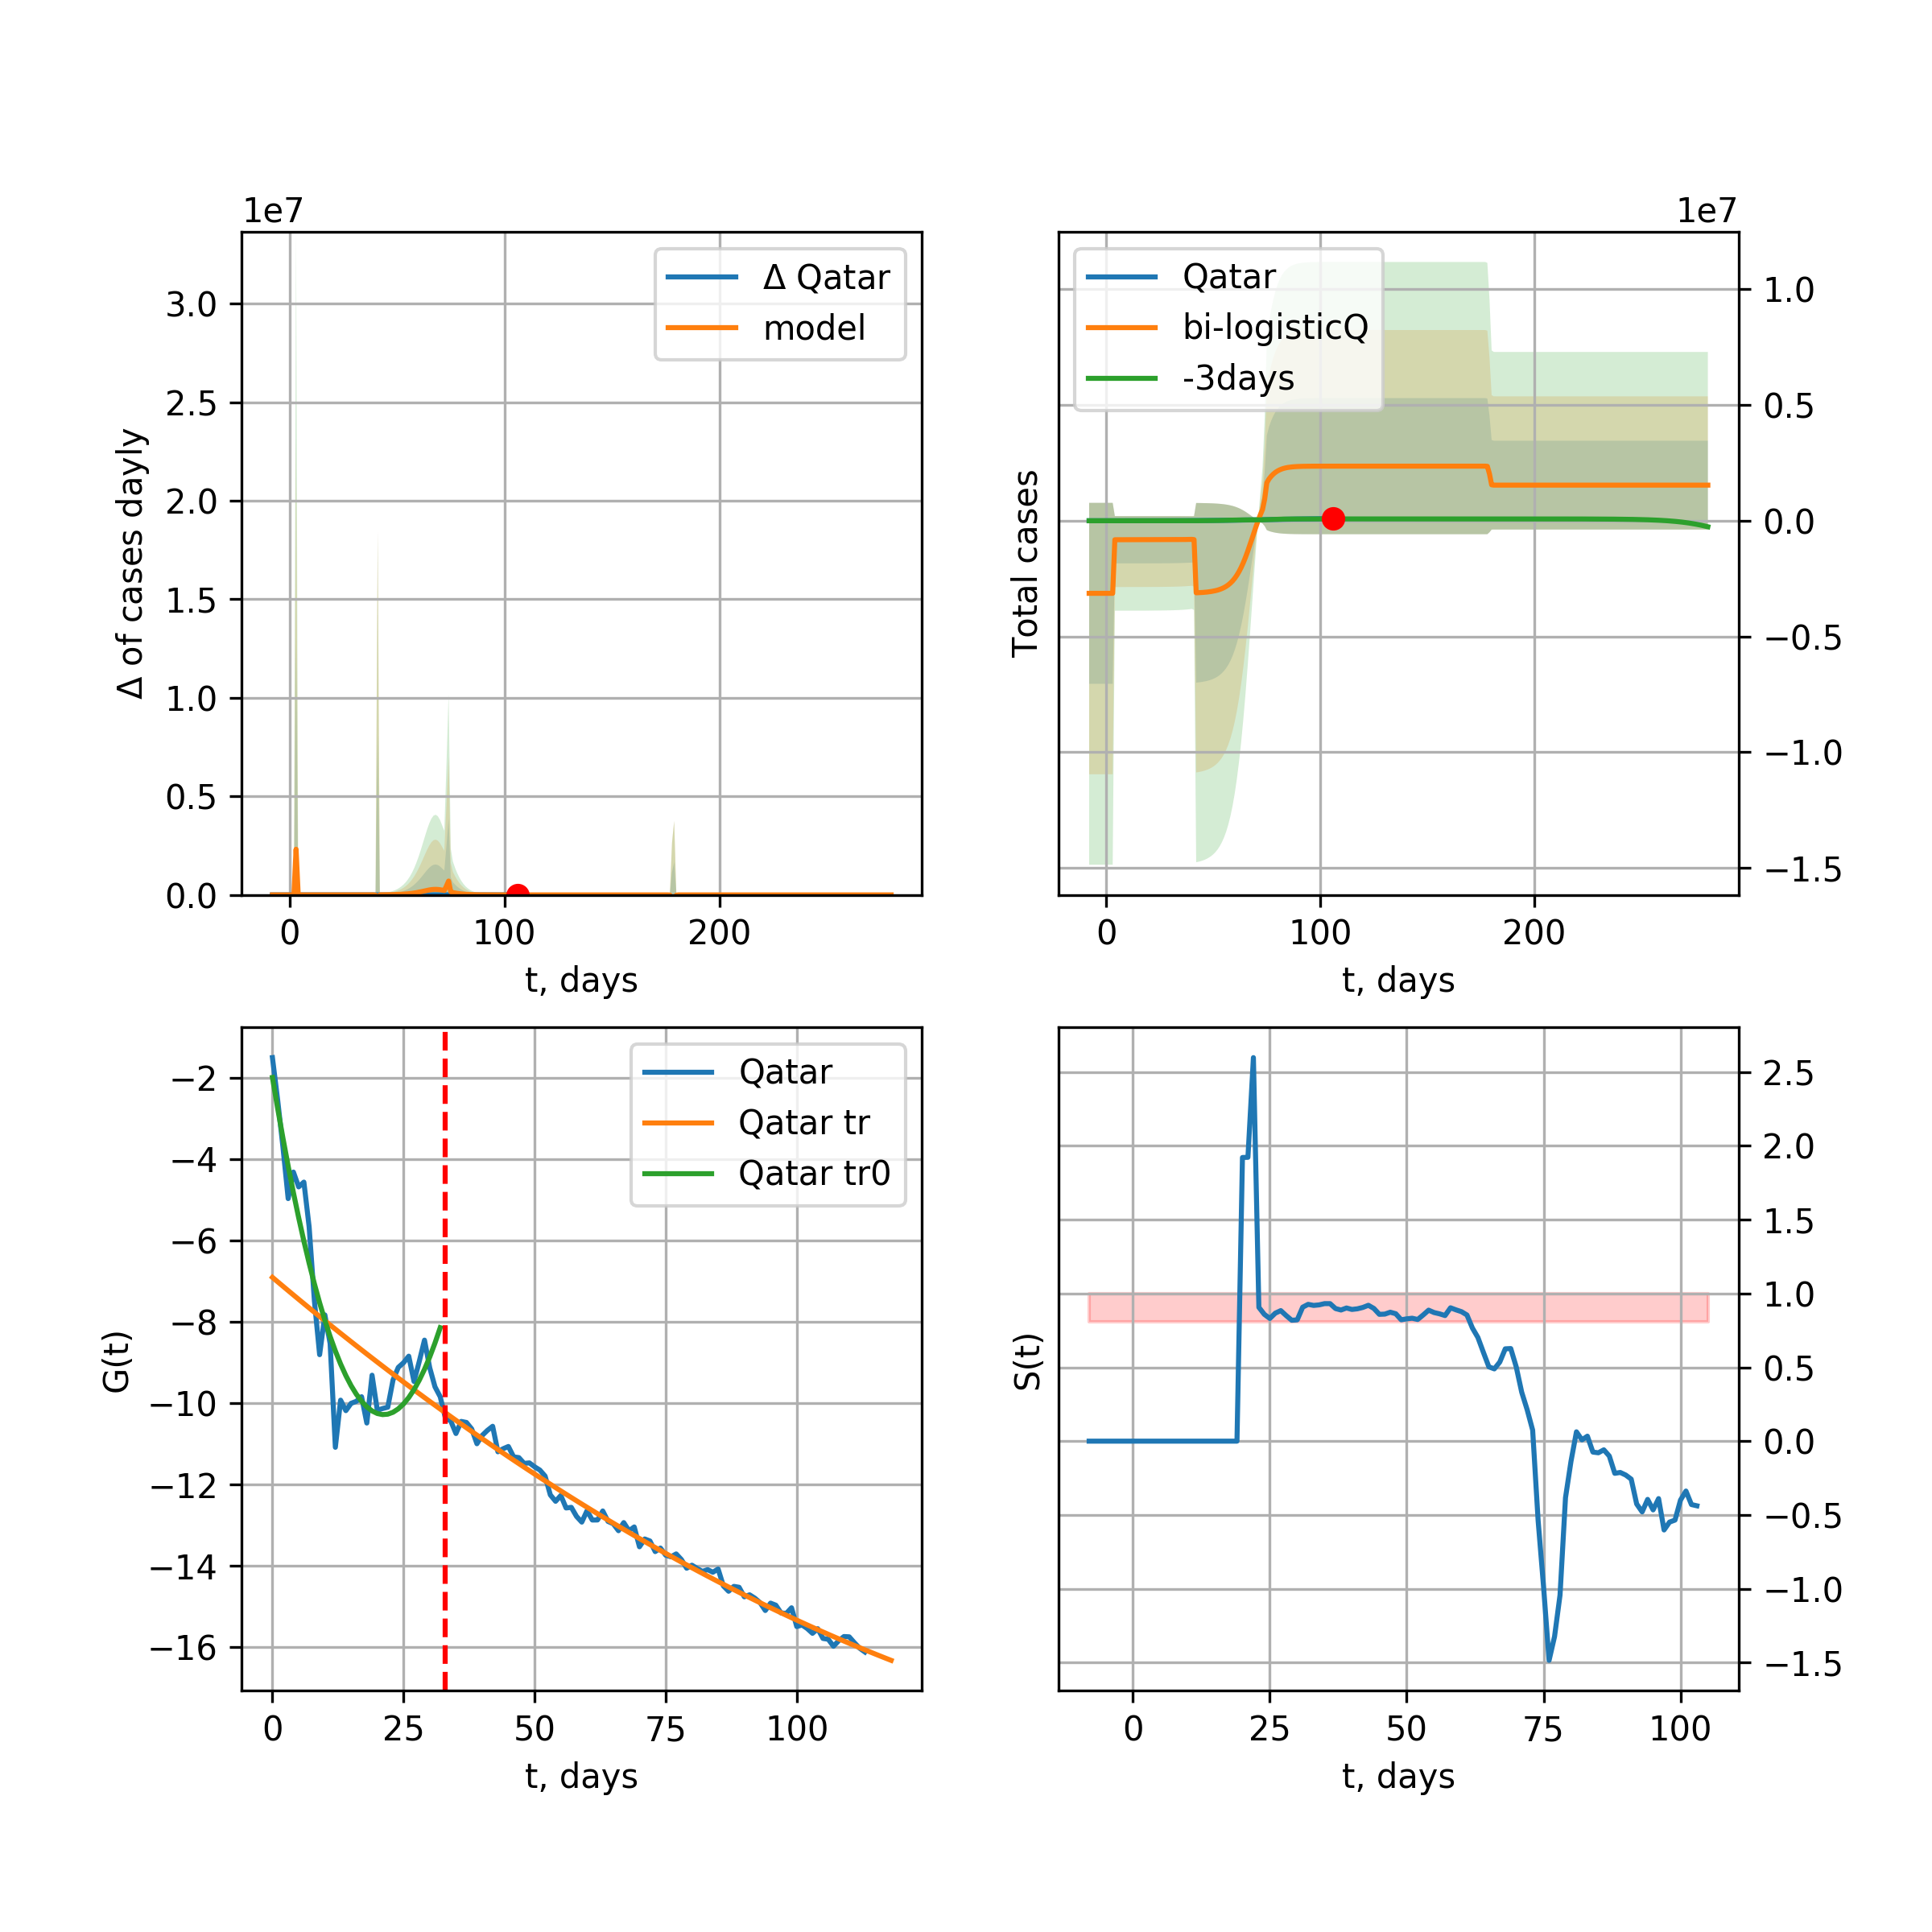 1e7
Δ of cases dayly
3.0
2.5
2.0
1.5
1.0
0.5
0.0
0 100 200
t, days
Δ Qatar
model
1e7
Total cases
Qatar
bi-logisticQ
-3days
1.0
0.5
0.0
−0.5
−1.0
−1.5
0 100 200
t, days
G(t)
−2
−4
−6
−8
−10
−12
−14
−16
0 25 50 75 100
t, days
Qatar
Qatar tr
Qatar tr0
S(t)
2.5
2.0
1.5
1.0
0.5
0.0
−0.5
−1.0
−1.5
0 25 50 75 100
t, days